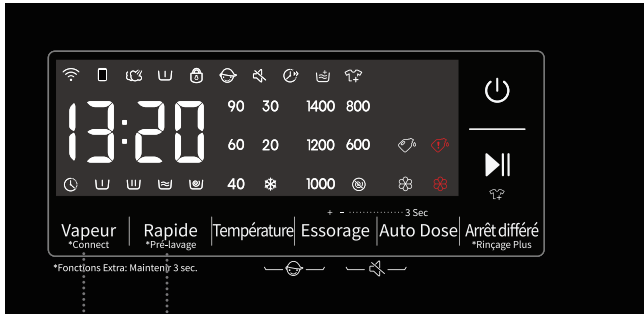 90 30 1400 800
13:20
60 20 1200 600
40 1000
+ - 3 Sec
Vapeur Rapide Température Essorage Auto Dose Arrêt différé
*Connect *Pré-lavage *Rinçage Plus
*Fonctions Extra: Maintenir 3 sec.